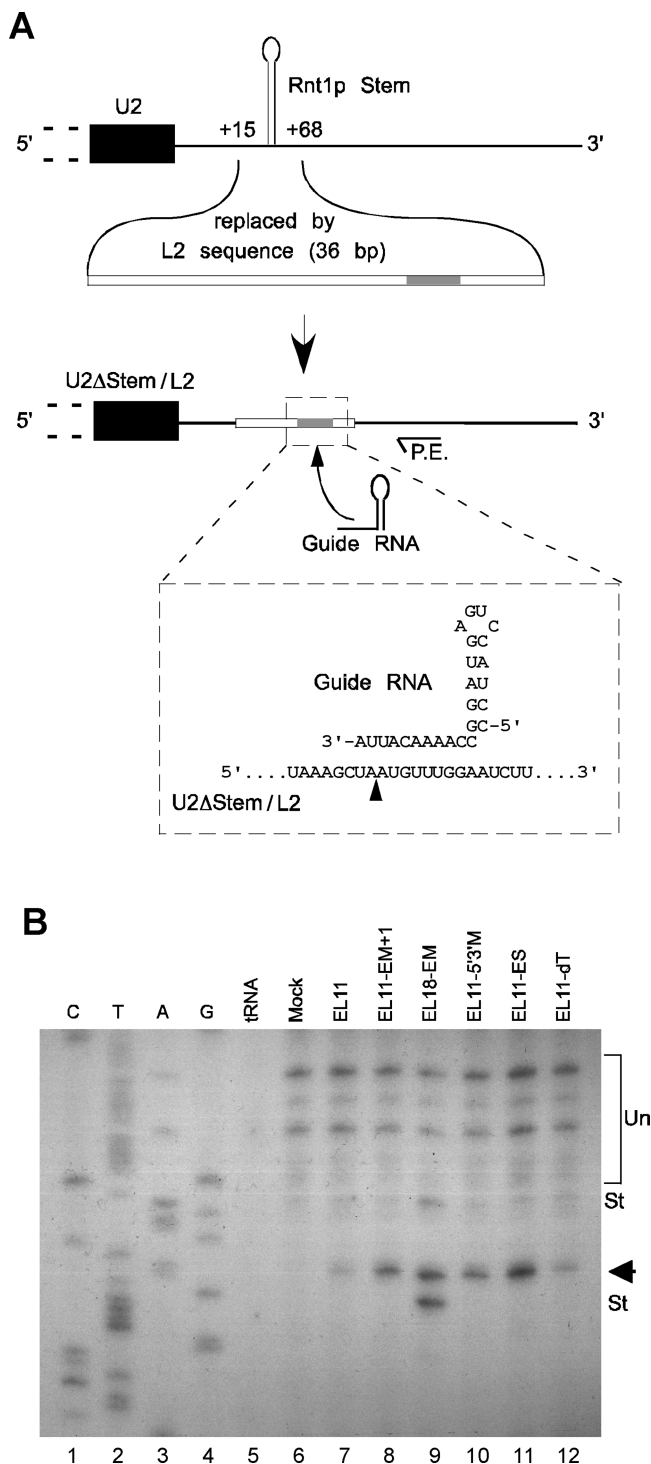 A
Rnt1p Stem
U2
+15 +68
5' 3'
replaced by
L2 sequence (36 bp)
U2ΔStem/L2
5' 3'
P.E.
Guide RNA
GU
A C
GC
UA
Guide RNA AU
GC
GC-5'
3'-AUUACAAAACC
5'....UAAAGCUAAUGUUUGGAAUCUU....3'
U2ΔStem/L2
B
C T A G tRNA Mock EL11 EL11-EM+1 EL18-EM EL11-5'3'M EL11-ES EL11-dT
Un
St
St
1 2 3 4 5 6 7 8 9 10 11 12